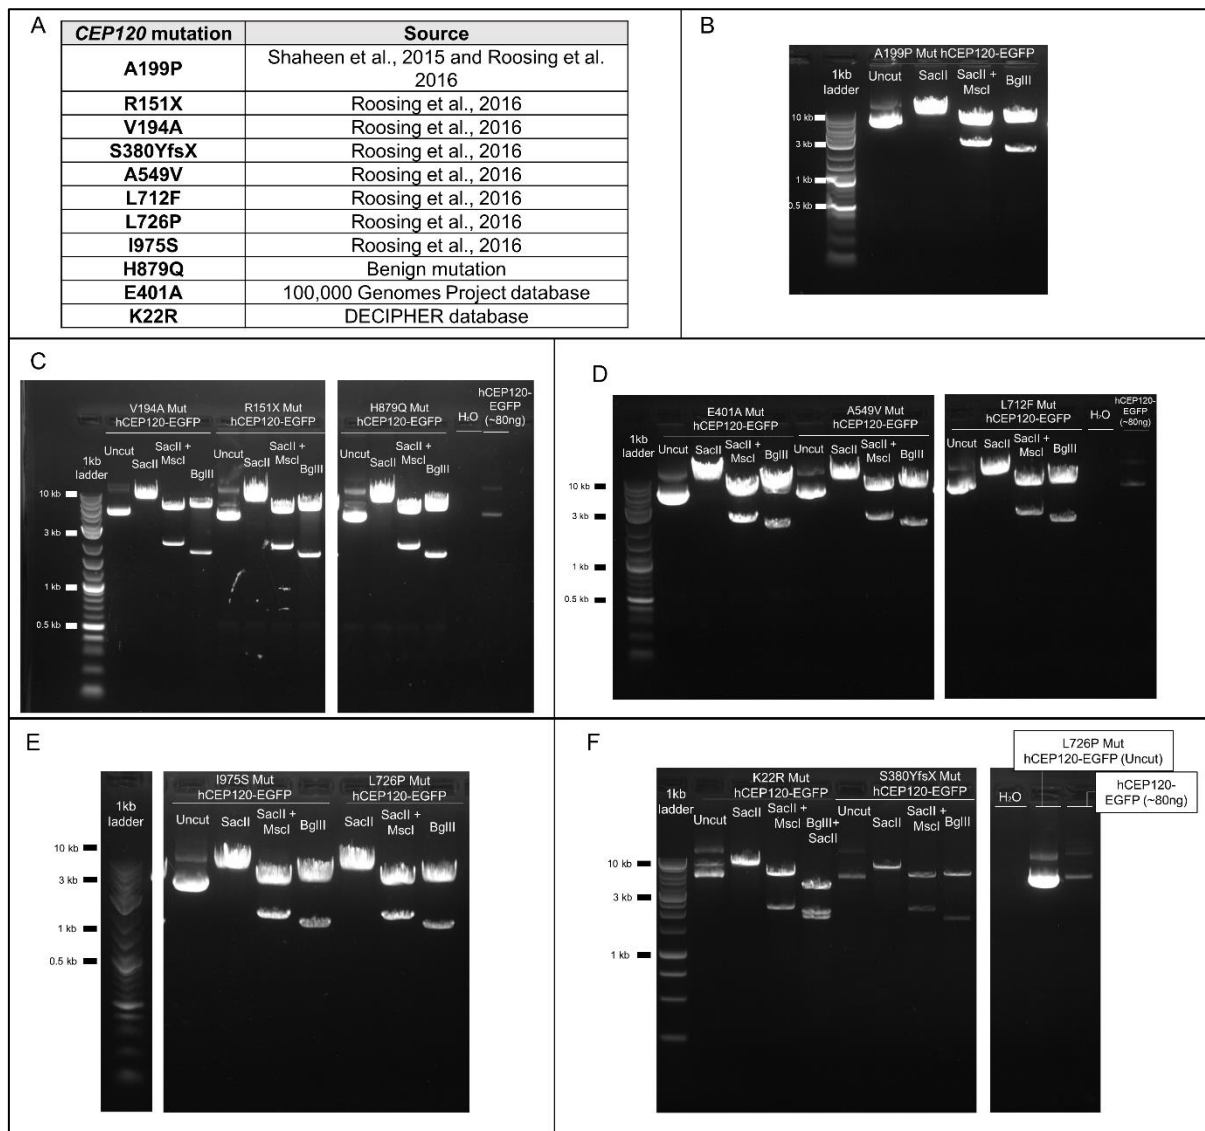 A
CEP120 mutation Source
A199P Shaheen et al., 2015 and Roosing et al.
2016
R151X Roosing et al., 2016
V194A Roosing et al., 2016
S380YfsX Roosing et al., 2016
A549V Roosing et al., 2016
L712F Roosing et al., 2016
L726P Roosing et al., 2016
I975S Roosing et al., 2016
H879Q Benign mutation
E401A 100,000 Genomes Project database
K22R DECIPHER database
B
A199P Mut hCEP120-EGFP
1kb
ladder
Uncut
SacII
SacII +
MscI
BglII
10 kb
3 kb
1 kb
0.5 kb
C
V194A Mut
hCEP120-EGFP
R151X Mut
hCEP120-EGFP
H879Q Mut
hCEP120-EGFP
H₂O
hCEP120-
EGFP
(~80ng)
1kb
ladder
Uncut
SacII
SacII +
MscI
BglII
Uncut
SacII
SacII +
MscI
BglII
Uncut
SacII
SacII +
MscI
BglII
10 kb
3 kb
1 kb
0.5 kb
D
E401A Mut
hCEP120-EGFP
A549V Mut
hCEP120-EGFP
L712F Mut
hCEP120-EGFP
H₂O
hCEP120-
EGFP
(~80ng)
1kb
ladder
Uncut
SacII
SacII +
MscI
BglII
Uncut
SacII
SacII +
MscI
BglII
Uncut
SacII
SacII +
MscI
BglII
10 kb
3 kb
1 kb
0.5 kb
E
I975S Mut
hCEP120-EGFP
L726P Mut
hCEP120-EGFP
1kb
ladder
Uncut
SacII
SacII +
MscI
BglII
SacII
SacII +
MscI
BglII
10 kb
3 kb
1 kb
0.5 kb
F
K22R Mut
hCEP120-EGFP
S380YfsX Mut
hCEP120-EGFP
L726P Mut
hCEP120-EGFP (Uncut)
hCEP120-
EGFP (~80ng)
H₂O
1kb
ladder
Uncut
SacII
SacII +
MscI
BglII+
SacII
Uncut
SacII
SacII +
MscI
BglII
10 kb
3 kb
1 kb